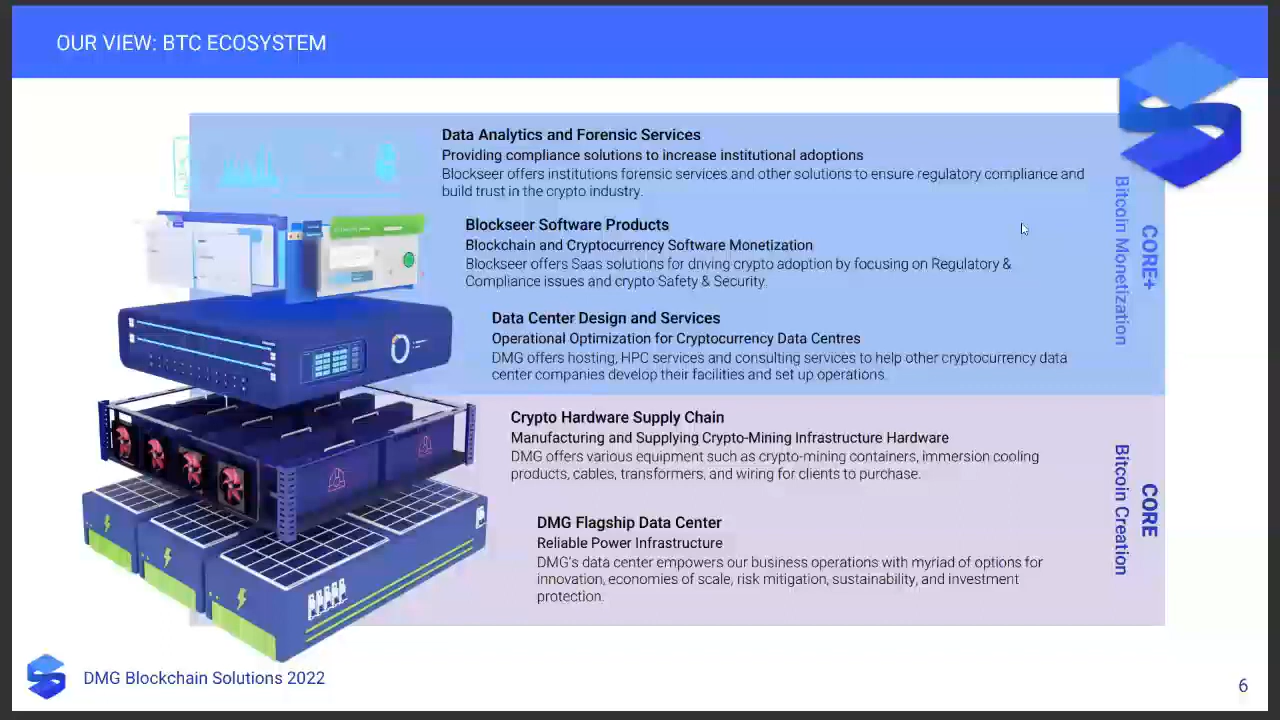 OUR VIEW: BTC ECOSYSTEM
Data Analytics and Forensic Services
Providing compliance solutions to increase institutional adoptions
Blockseer offers institutions forensic services and other solutions to ensure regulatory compliance and
build trust in the crypto industry.
Blockseer Software Products
Blockchain and Cryptocurrency Software Monetization
Blockseer offers Saas solutions for driving crypto adoption by focusing on Regulatory &
Compliance issues and crypto Safety & Security.
Data Center Design and Services
Operational Optimization for Cryptocurrency Data Centres
DMG offers hosting, HPC services and consulting services to help other cryptocurrency data
center companies develop their facilities and set up operations.
CORE+
Bitcoin Monetization
Crypto Hardware Supply Chain
Manufacturing and Supplying Crypto-Mining Infrastructure Hardware
DMG offers various equipment such as crypto-mining containers, immersion cooling
products, cables, transformers, and wiring for clients to purchase.
DMG Flagship Data Center
Reliable Power Infrastructure
DMG's data center empowers our business operations with myriad of options for
innovation, economies of scale, risk mitigation, sustainability, and investment
protection.
CORE
Bitcoin Creation
DMG Blockchain Solutions 2022
6